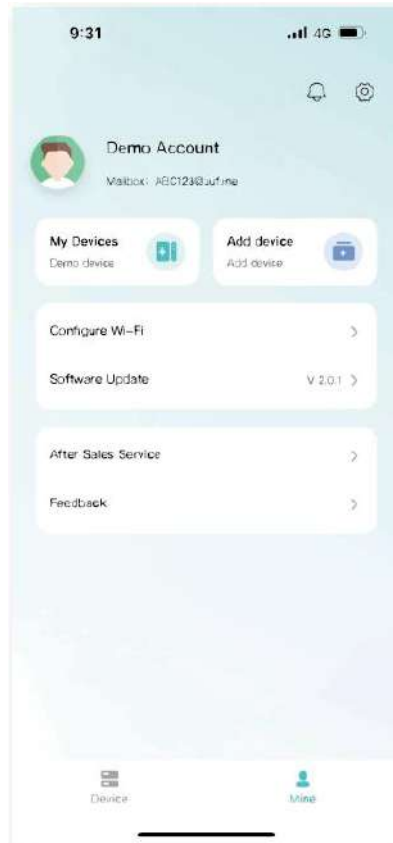 9:31 4G
Demo Account
Mailbox:
My Devices
Demo device
Add device
Add device
Configure Wi-Fi
Software Update V 2.0.1
After Sales Service
Feedback
Device
Mine